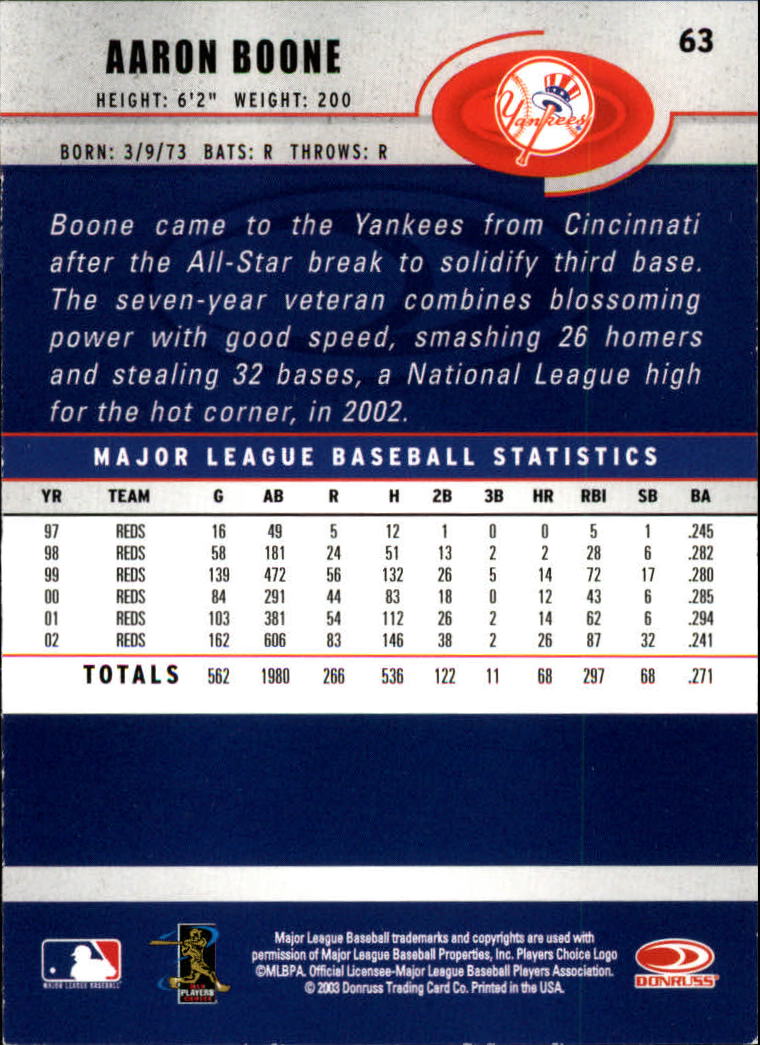 63
AARON BOONE
HEIGHT: 6'2" WEIGHT: 200
Yankees
BORN: 3/9/73 BATS: R THROWS: R
Boone came to the Yankees from Cincinnati
after the All-Star break to solidify third base.
The seven-year veteran combines blossoming
power with good speed, smashing 26 homers
and stealing 32 bases, a National League high
for the hot corner, in 2002.
MAJOR LEAGUE BASEBALL STATISTICS
YR TEAM G AB R H 2B 3B HR RBI SB BA
97 REDS 16 49 5 12 1 0 0 5 1 .245
98 REDS 58 181 24 51 13 2 2 28 6 .282
99 REDS 139 472 56 132 26 5 14 72 17 .280
00 REDS 84 291 44 83 18 0 12 43 6 .285
01 REDS 103 381 54 112 26 2 14 62 6 .294
02 REDS 162 606 83 146 38 2 26 87 32 .241
TOTALS 562 1980 266 536 122 11 68 297 68 .271
Major League Baseball trademarks and copyrights are used with
permission of Major League Baseball Properties, Inc. Players Choice Logo
©MLBPA. Official Licensee-Major League Baseball Players Association.
© 2003 Donruss Trading Card Co. Printed in the USA.
MAJOR LEAGUE BASEBALL
MLB
PLAYERS
CHOICE
DONRUSS